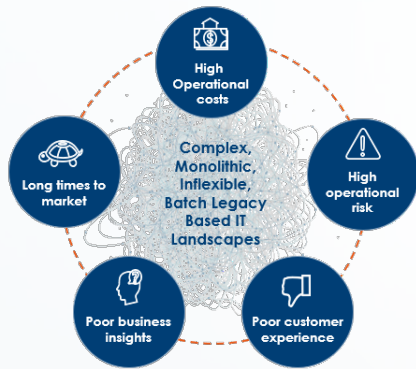 High
Operational
costs
Complex,
Monolithic,
Inflexible,
Batch Legacy
Based IT
Landscapes
Long times to
market
High
operational
risk
Poor business
insights
Poor customer
experience